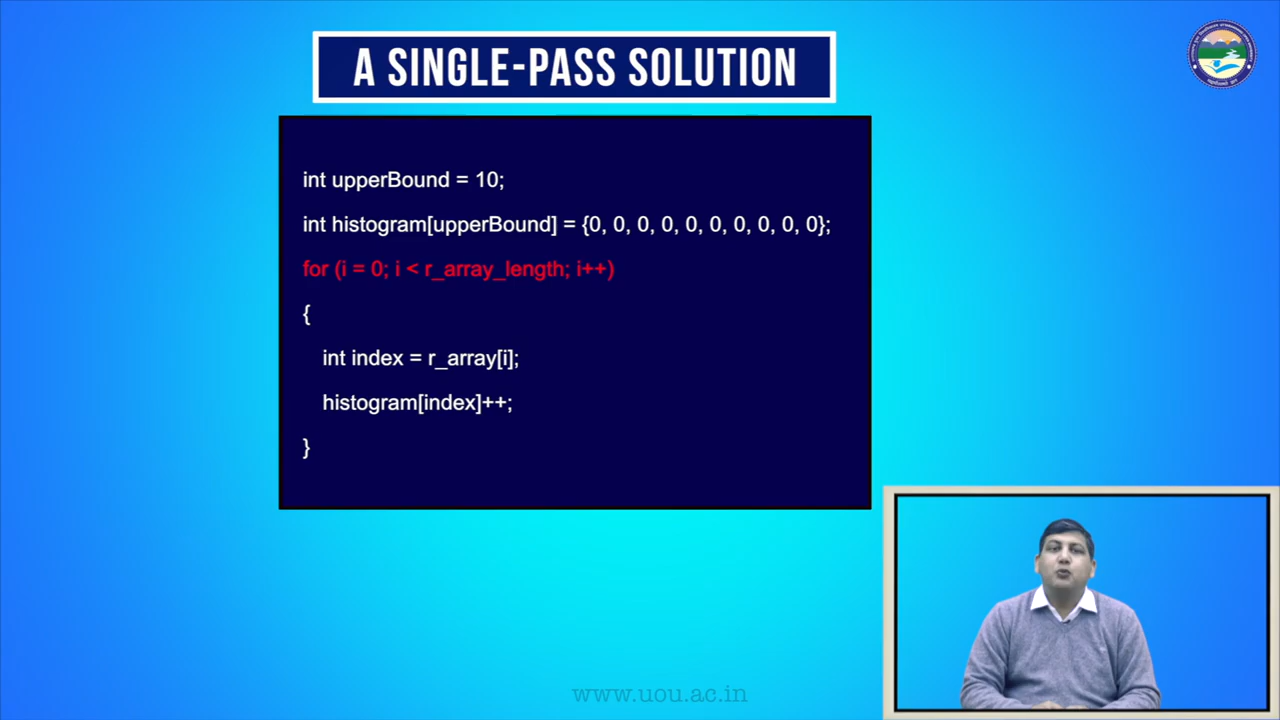 A SINGLE-PASS SOLUTION
int upperBound = 10;
int histogram[upperBound] = {0, 0, 0, 0, 0, 0, 0, 0, 0, 0};
for (i = 0; i < r_array_length; i++)
{
int index = r_array[i];
histogram[index]++;
}
www.uou.ac.in